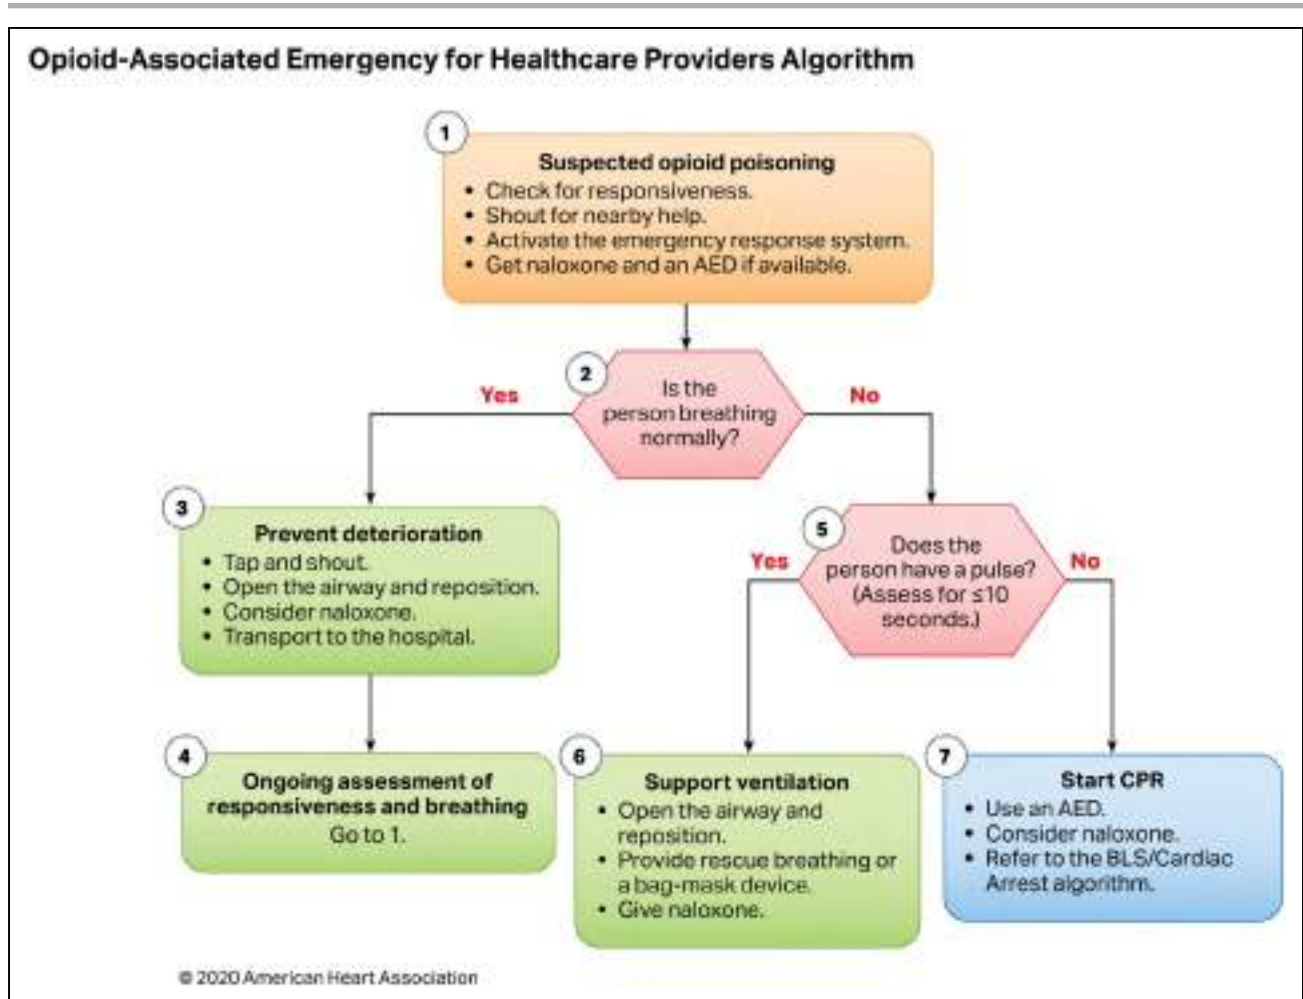 Opioid-Associated Emergency for Healthcare Providers Algorithm
1
Suspected opioid poisoning
• Check for responsiveness.
• Shout for nearby help.
• Activate the emergency response system.
• Get naloxone and an AED if available.
2
Is the
person breathing
normally?
Yes
No
3
Prevent deterioration
• Tap and shout.
• Open the airway and reposition.
• Consider naloxone.
• Transport to the hospital.
4
Ongoing assessment of
responsiveness and breathing
Go to 1.
5
Does the
person have a pulse?
(Assess for ≤10
seconds.)
Yes
No
6
Support ventilation
• Open the airway and
reposition.
• Provide rescue breathing or
a bag-mask device.
• Give naloxone.
7
Start CPR
• Use an AED.
• Consider naloxone.
• Refer to the BLS/Cardiac
Arrest algorithm.
© 2020 American Heart Association